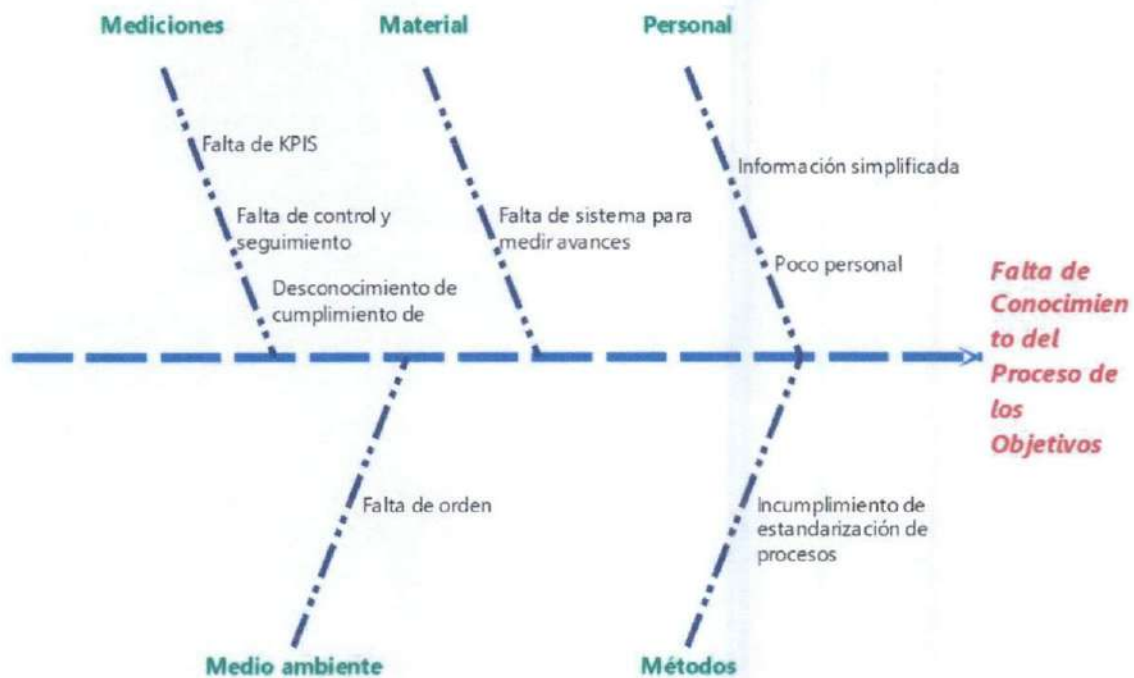 Mediciones
Material
Personal
Falta de KPIS
Falta de control y
seguimiento
Desconocimiento de
cumplimiento de
Falta de sistema para
medir avances
Información simplificada
Poco personal
Falta de
Conocimien
to del
Proceso de
los
Objetivos
Falta de orden
Incumplimiento de
estandarización de
procesos
Medio ambiente
Métodos